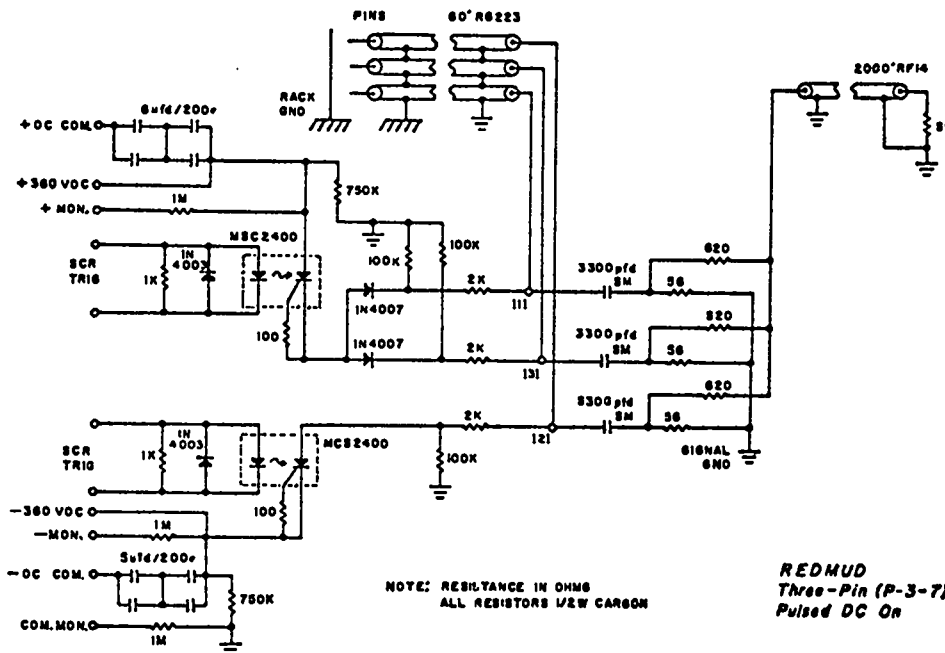 PINS
60' RG223
2000' RF14
RACK
GND
6ufd/200v
+DC COM.
+360 VDC
750K
+ MON.
1M
MSC2400
100K
100K
620
SCR
TRIG
1K
1N
4003
2K
3300pfd
SM
56
1N4007
111
820
100
1N4007
2K
3300pfd
SM
56
131
620
3300pfd
SM
56
2K
121
SCR
TRIG
1K
1N
4003
MCS2400
100K
SIGNAL
GND
100
-360 VDC
-MON.
1M
5ufd/200v
-DC COM.
750K
COM. MON.
1M
NOTE: RESISTANCE IN OHMS
ALL RESISTORS 1/2W CARBON
REDMUD
Three-Pin (P-3-7)
Pulsed DC On